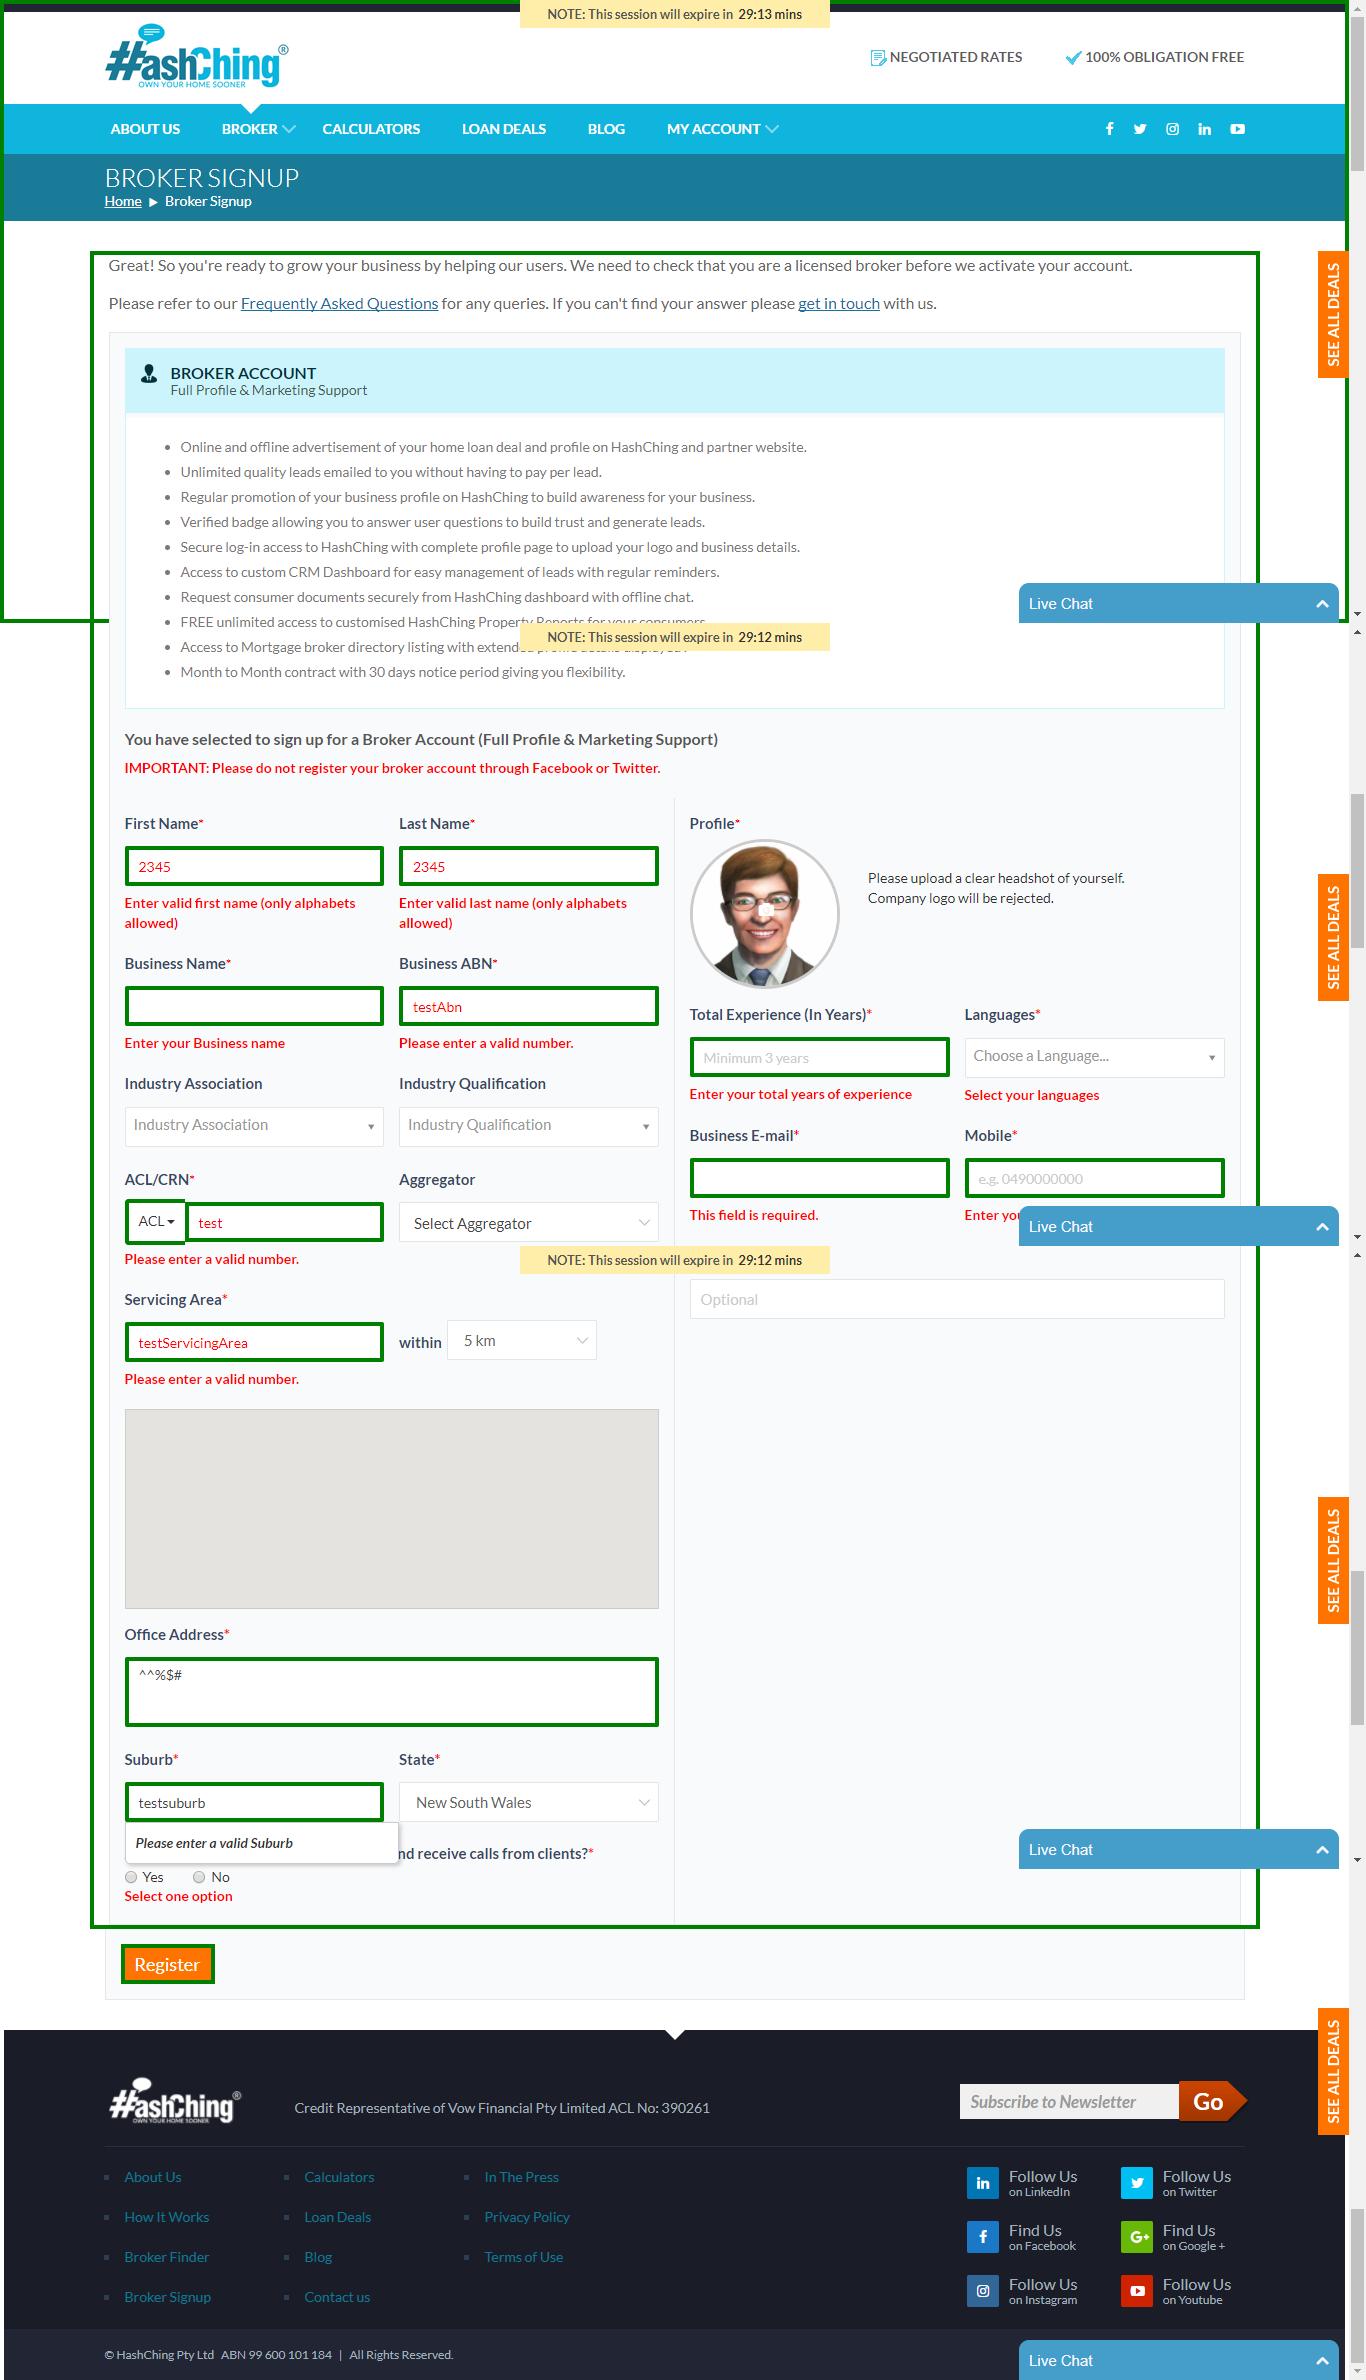 NOTE: This session will expire in 29:13 mins
#ashChing®
OWN YOUR HOME SOONER
NEGOTIATED RATES
100% OBLIGATION FREE
ABOUT US BROKER CALCULATORS LOAN DEALS BLOG MY ACCOUNT
BROKER SIGNUP
Home ▶ Broker Signup
Great! So you're ready to grow your business by helping our users. We need to check that you are a licensed broker before we activate your account.
SEE ALL DEALS
Please refer to our Frequently Asked Questions for any queries. If you can't find your answer please get in touch with us.
BROKER ACCOUNT
Full Profile & Marketing Support
• Online and offline advertisement of your home loan deal and profile on HashChing and partner website.
• Unlimited quality leads emailed to you without having to pay per lead.
• Regular promotion of your business profile on HashChing to build awareness for your business.
• Verified badge allowing you to answer user questions to build trust and generate leads.
• Secure log-in access to HashChing with complete profile page to upload your logo and business details.
• Access to custom CRM Dashboard for easy management of leads with regular reminders.
• Request consumer documents securely from HashChing dashboard with offline chat.
Live Chat
• FREE unlimited access to customised HashChing Property Reports for your consumers
NOTE: This session will expire in 29:12 mins
• Access to Mortgage broker directory listing with extended
• Month to Month contract with 30 days notice period giving you flexibility.
You have selected to sign up for a Broker Account (Full Profile & Marketing Support)
IMPORTANT: Please do not register your broker account through Facebook or Twitter.
First Name*
Last Name*
2345
2345
Enter valid first name (only alphabets
allowed)
Enter valid last name (only alphabets
allowed)
Business Name*
Business ABN*
testAbn
Enter your Business name
Please enter a valid number.
Industry Association
Industry Qualification
Industry Association
Industry Qualification
ACL/CRN*
Aggregator
ACL
test
Select Aggregator
Please enter a valid number.
Profile*
Please upload a clear headshot of yourself.
Company logo will be rejected.
SEE ALL DEALS
Total Experience (In Years)*
Languages*
Minimum 3 years
Choose a Language...
Enter your total years of experience
Select your languages
Business E-mail*
Mobile*
e.g. 0490000000
This field is required.
Enter you
Live Chat
NOTE: This session will expire in 29:12 mins
Optional
Servicing Area*
testServicingArea
within
5 km
Please enter a valid number.
SEE ALL DEALS
Office Address*
^^%$#
Suburb*
State*
testsuburb
New South Wales
Please enter a valid Suburb
nd receive calls from clients?*
Yes
No
Select one option
Live Chat
Register
SEE ALL DEALS
#ashChing®
OWN YOUR HOME SOONER
Credit Representative of Vow Financial Pty Limited ACL No: 390261
Subscribe to Newsletter
Go
About Us
Calculators
In The Press
How It Works
Loan Deals
Privacy Policy
Broker Finder
Blog
Terms of Use
Broker Signup
Contact us
Follow Us
on LinkedIn
Follow Us
on Twitter
Find Us
on Facebook
Find Us
on Google +
Follow Us
on Instagram
Follow Us
on Youtube
© HashChing Pty Ltd ABN 99 600 101 184 | All Rights Reserved.
Live Chat